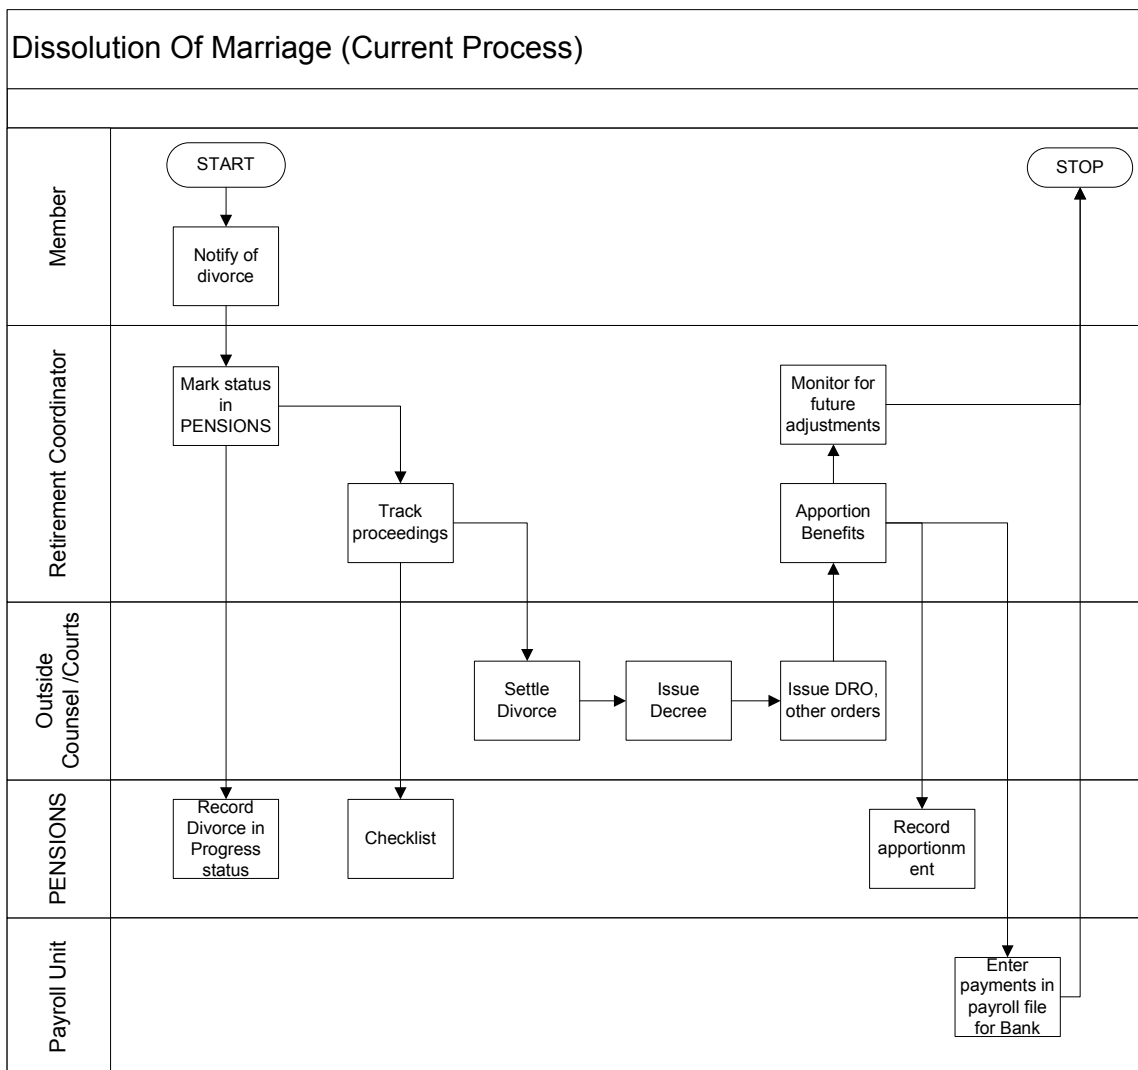 Dissolution Of Marriage (Current Process)
Member
START
STOP
Notify of
divorce
Retirement Coordinator
Mark status
in
PENSIONS
Monitor for
future
adjustments
Track
proceedings
Apportion
Benefits
Outside
Counsel /Courts
Settle
Divorce
Issue
Decree
Issue DRO,
other orders
PENSIONS
Record
Divorce in
Progress
status
Checklist
Record
apportionm
ent
Payroll Unit
Enter
payments in
payroll file
for Bank